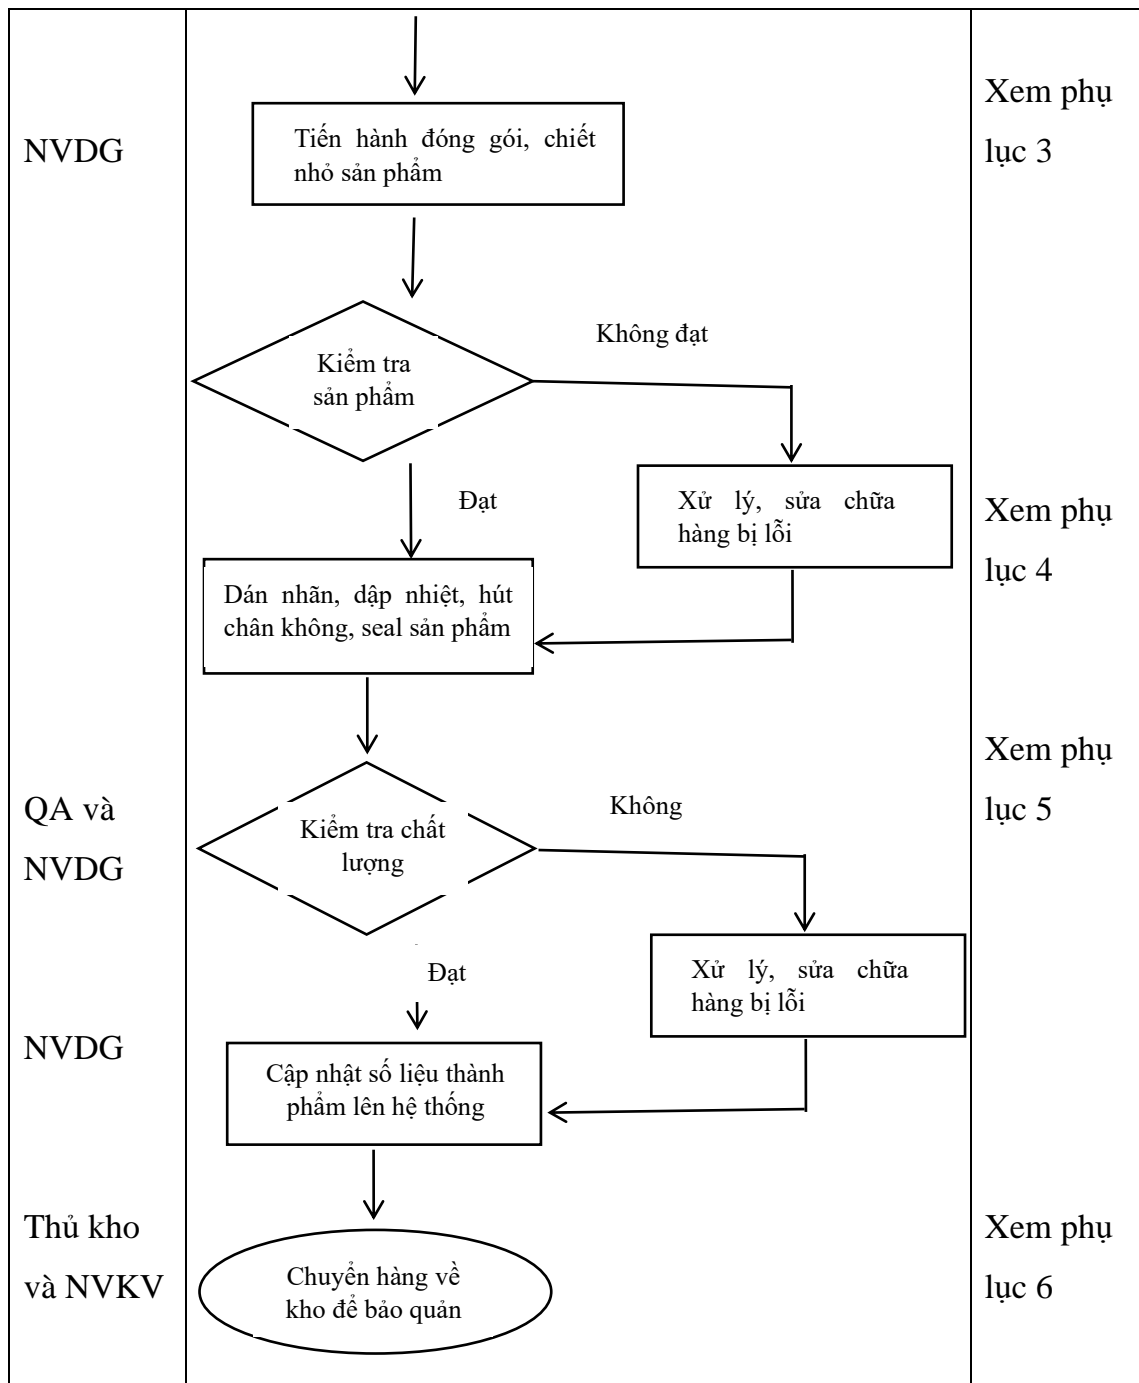 Xem phụ
lục 3
NVDG
Tiến hành đóng gói, chiết
nhỏ sản phẩm
Không đạt
Kiểm tra
sản phẩm
Đạt
Xử lý, sửa chữa
hàng bị lỗi
Xem phụ
lục 4
Dán nhãn, dập nhiệt, hút
chân không, seal sản phẩm
Xem phụ
lục 5
QA và
NVDG
Không
Kiểm tra chất
lượng
Đạt
Xử lý, sửa chữa
hàng bị lỗi
NVDG
Cập nhật số liệu thành
phẩm lên hệ thống
Thủ kho
và NVKV
Chuyển hàng về
kho để bảo quản
Xem phụ
lục 6